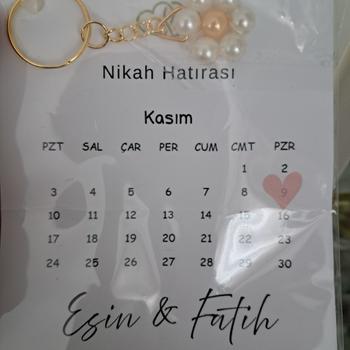 Nikah Hatırası
Kasım
PZT SAL ÇAR PER CUM CMT PZR
1 2
3 4 5 6 7 8 9
10 11 12 13 14 15 16
17 18 19 20 21 22 23
24 25 26 27 28 29 30
Esin & Fatih